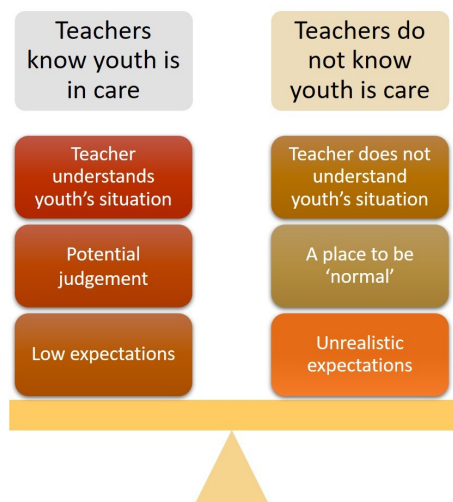 Teachers
know youth is
in care
Teachers do
not know
youth is care
Teacher
understands
youth's situation
Teacher does not
understand
youth's situation
Potential
judgement
A place to be
'normal'
Low expectations
Unrealistic
expectations